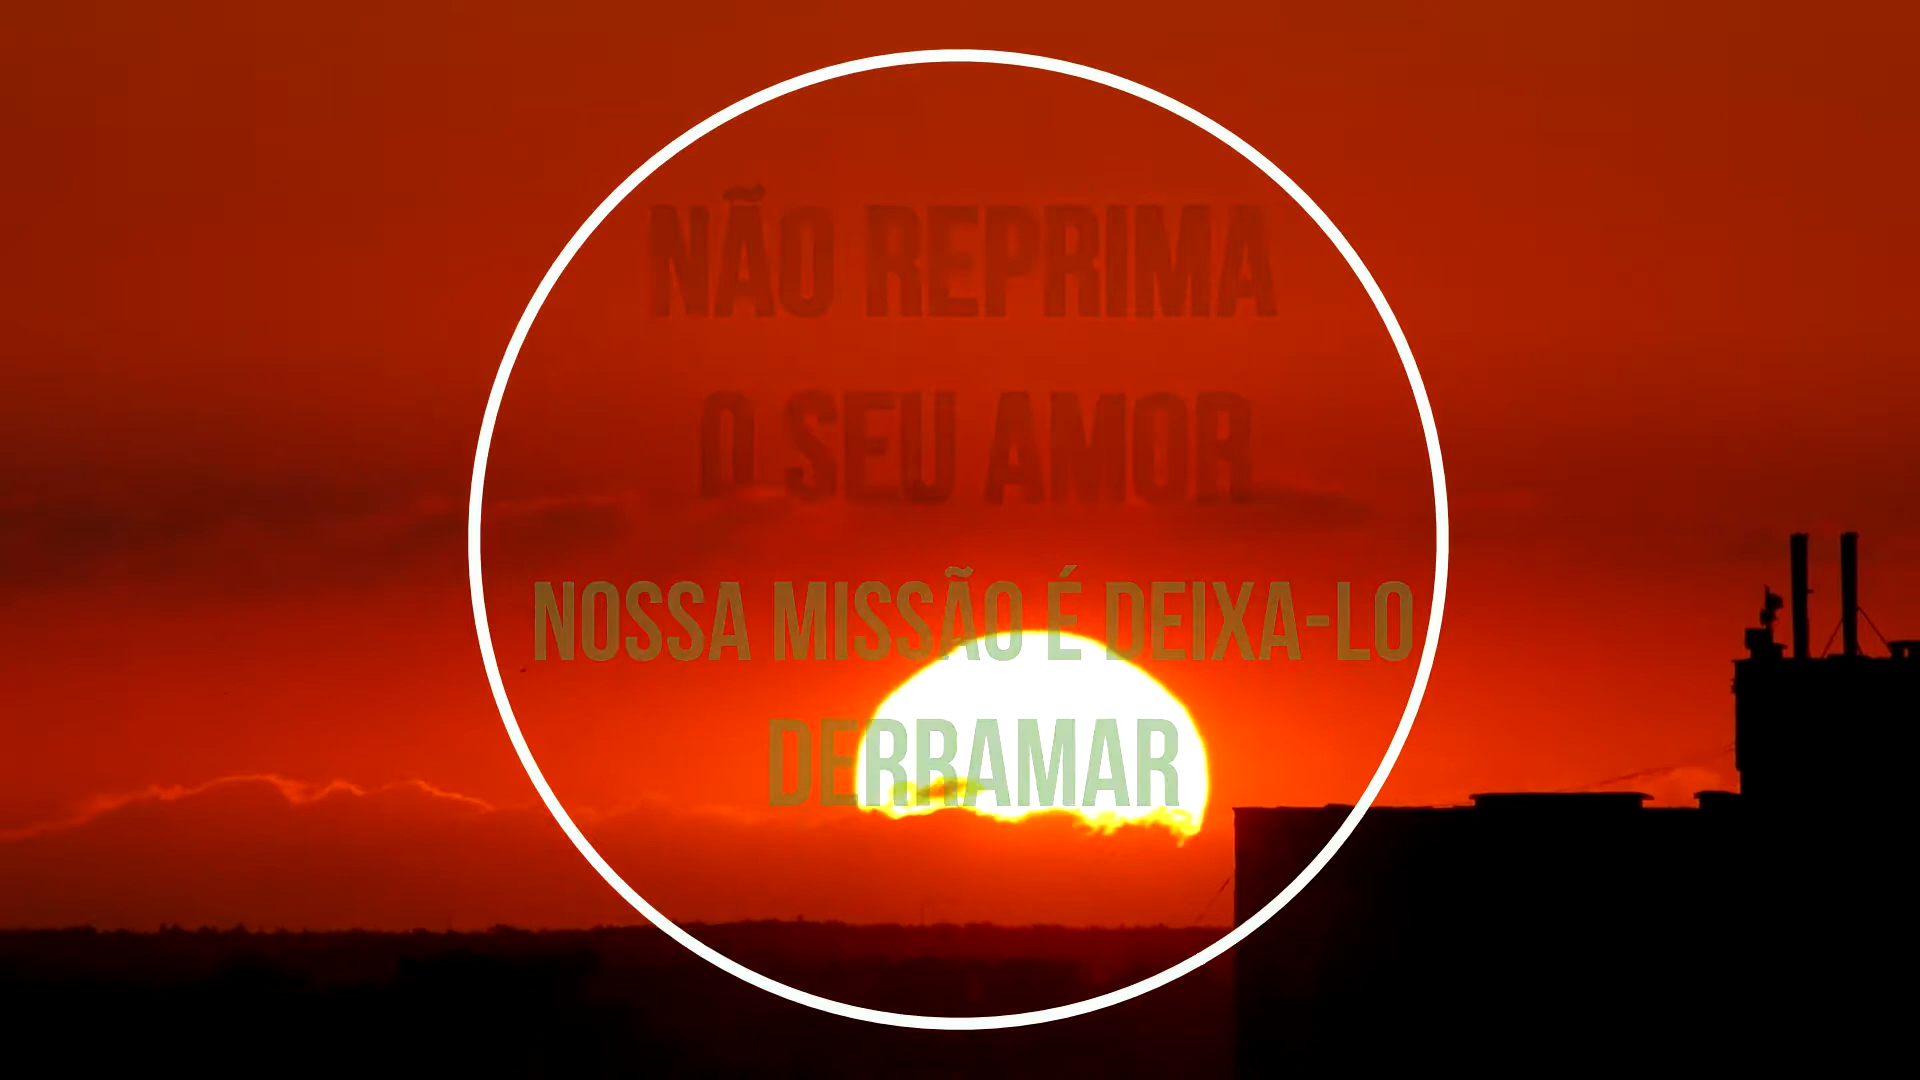 NÃO REPRIMA
O SEU AMOR
NOSSA MISSÃO É DEIXA-LO
DERRAMAR